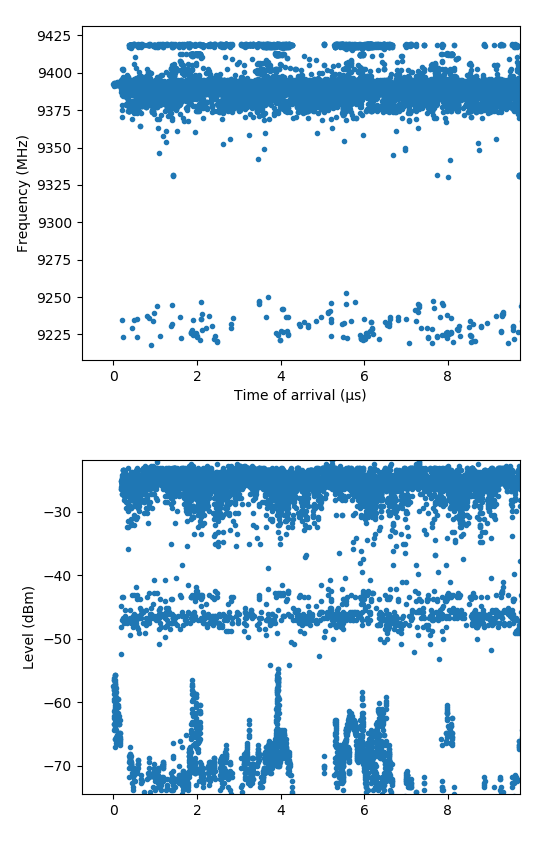 9425
9400
9375
9350
9325
9300
9275
9250
9225
Frequency (MHz)
0 2 4 6 8
Time of arrival (µs)
−30
−40
−50
−60
−70
Level (dBm)
0 2 4 6 8